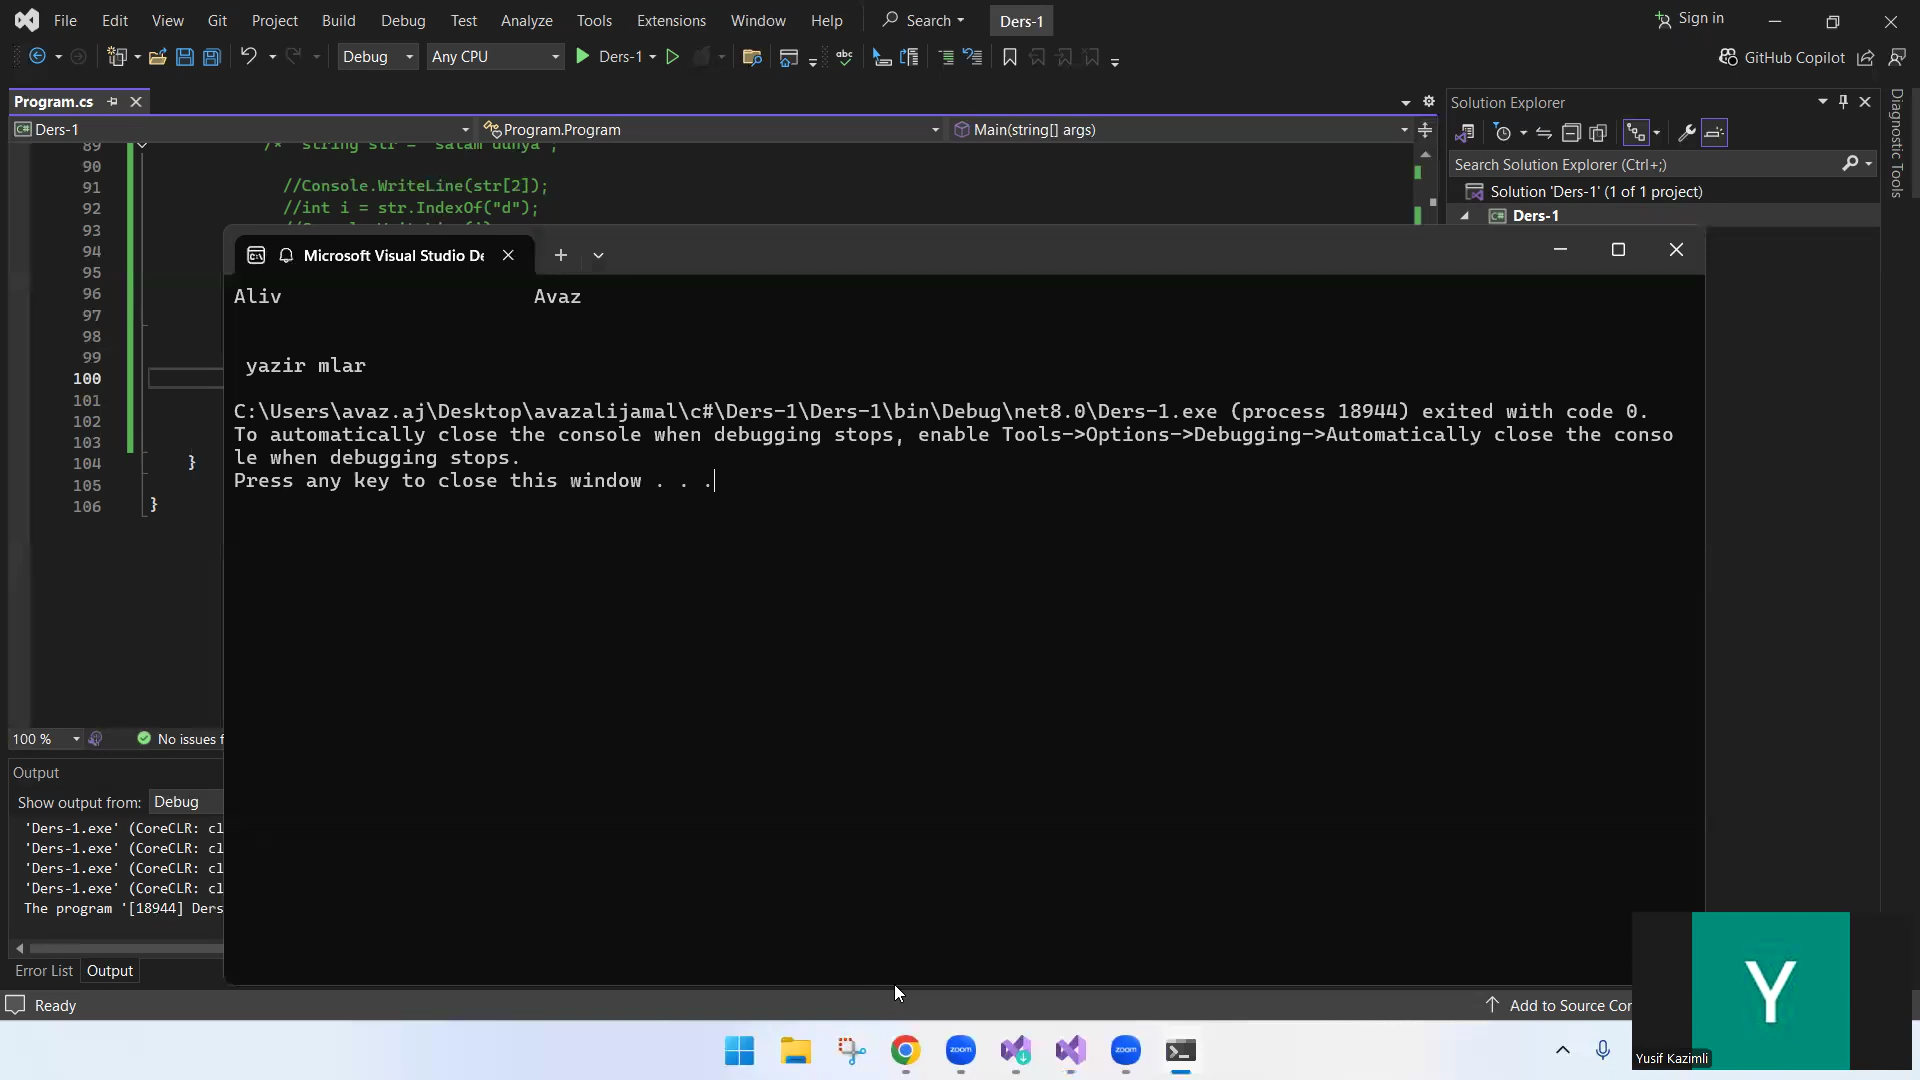 File Edit View Git Project Build Debug Test Analyze Tools Extensions Window Help Search Ders-1 Sign in
Debug Any CPU Ders-1 GitHub Copilot
Program.cs
Ders-1 Program.Program Main(string[] args)
Solution Explorer
Search Solution Explorer (Ctrl+;)
Solution 'Ders-1' (1 of 1 project)
Ders-1
Diagnostic Tools
89 /* string str = "salam dunya";
90
91 //Console.WriteLine(str[2]);
92 //int i = str.IndexOf("d");
93
94
95
96
97
98
99
100
101
102
103
104 }
105
106 }
Microsoft Visual Studio De
Aliv Avaz
yazir mlar
C:\Users\avaz.aj\Desktop\avazalijamal\c#\Ders-1\Ders-1\bin\Debug\net8.0\Ders-1.exe (process 18944) exited with code 0.
To automatically close the console when debugging stops, enable Tools->Options->Debugging->Automatically close the conso
le when debugging stops.
Press any key to close this window . . .
100 % No issues f
Output
Show output from: Debug
'Ders-1.exe' (CoreCLR: cl
'Ders-1.exe' (CoreCLR: cl
'Ders-1.exe' (CoreCLR: cl
'Ders-1.exe' (CoreCLR: cl
The program '[18944] Ders
Error List Output
Ready Add to Source Con
zoom zoom
Y
Yusif Kazimli